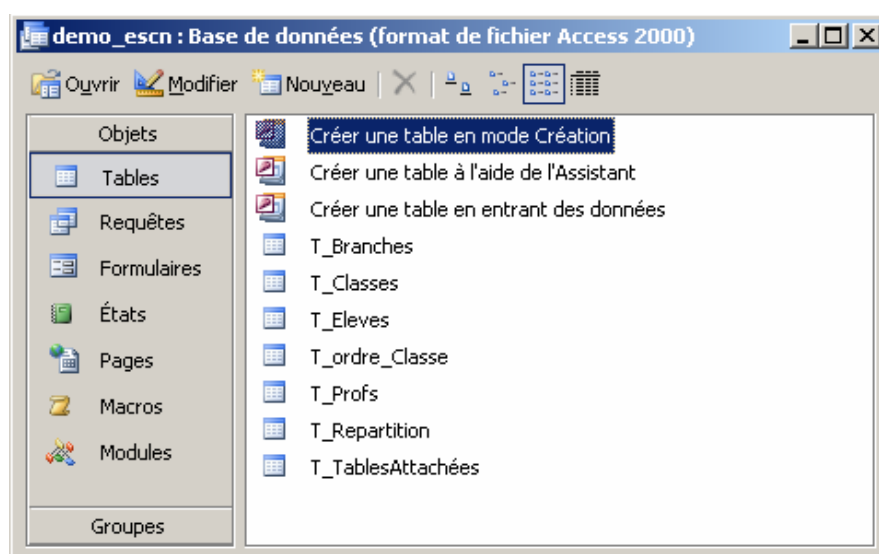 demo_escn : Base de données (format de fichier Access 2000)
Ouvrir Modifier Nouveau
Objets
Tables
Requêtes
Formulaires
États
Pages
Macros
Modules
Groupes
Créer une table en mode Création
Créer une table à l'aide de l'Assistant
Créer une table en entrant des données
T_Branches
T_Classes
T_Eleves
T_ordre_Classe
T_Profs
T_Repartition
T_TablesAttachées